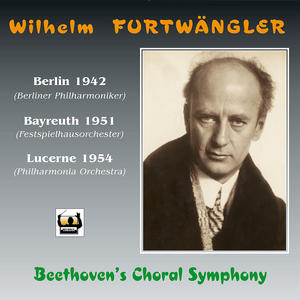 Wilhelm FURTWÄNGLER
Berlin 1942
(Berliner Philharmoniker)
Bayreuth 1951
(Festspielhausorchester)
Lucerne 1954
(Philharmonia Orchestra)
Beethoven's Choral Symphony